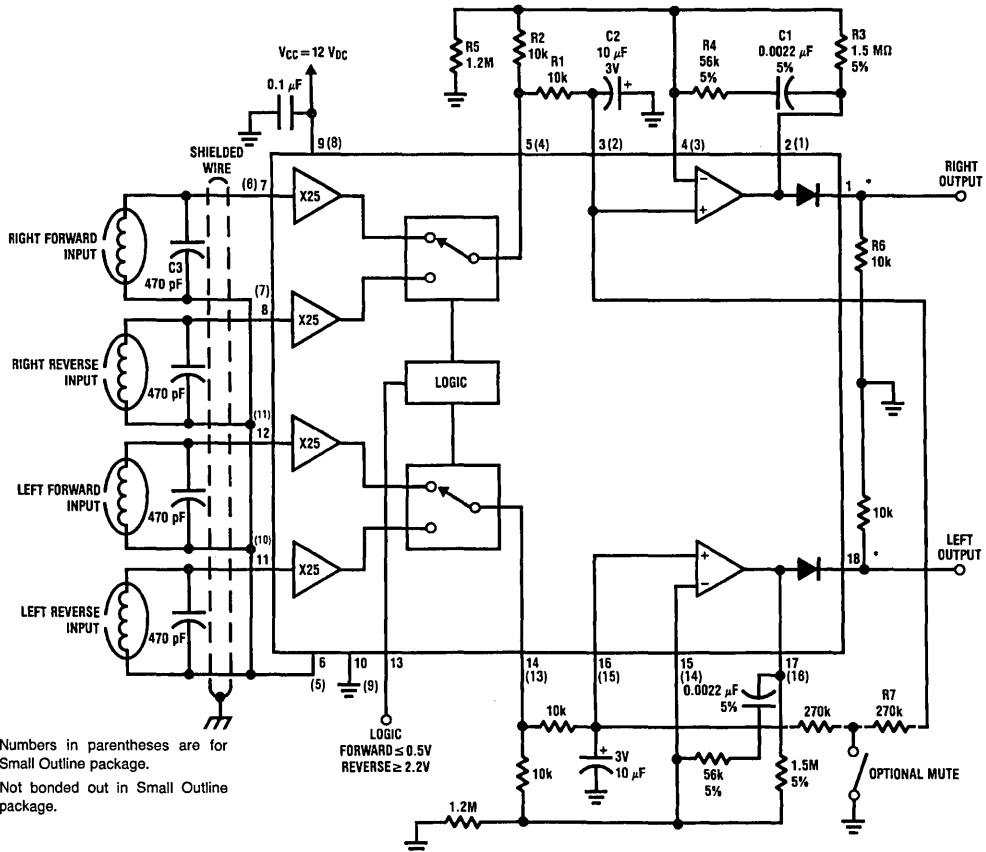 VCC = 12 VDC
0.1 µF
R5
1.2M
R2
10k
R1
10k
C2
10 µF
3V
+
R4
56k
5%
C1
0.0022 µF
5%
R3
1.5 MΩ
5%
SHIELDED
WIRE
9 (8)
5 (4)
3 (2)
4 (3)
2 (1)
(6) 7
X25
RIGHT FORWARD
INPUT
C3
470 pF
−
+
1
*
RIGHT
OUTPUT
R6
10k
(7)
8
X25
RIGHT REVERSE
INPUT
470 pF
LOGIC
(11)
12
X25
LEFT FORWARD
INPUT
470 pF
10k
(10)
11
X25
LEFT REVERSE
INPUT
470 pF
+
−
18
*
LEFT
OUTPUT
6
(5)
10
(9)
13
14
(13)
16
(15)
15
(14)
17
(16)
0.0022 µF
5%
LOGIC
FORWARD ≤ 0.5V
REVERSE ≥ 2.2V
10k
270k
R7
270k
10k
+
3V
10 µF
56k
5%
1.5M
5%
OPTIONAL MUTE
1.2M
Numbers in parentheses are for
Small Outline package.
Not bonded out in Small Outline
package.